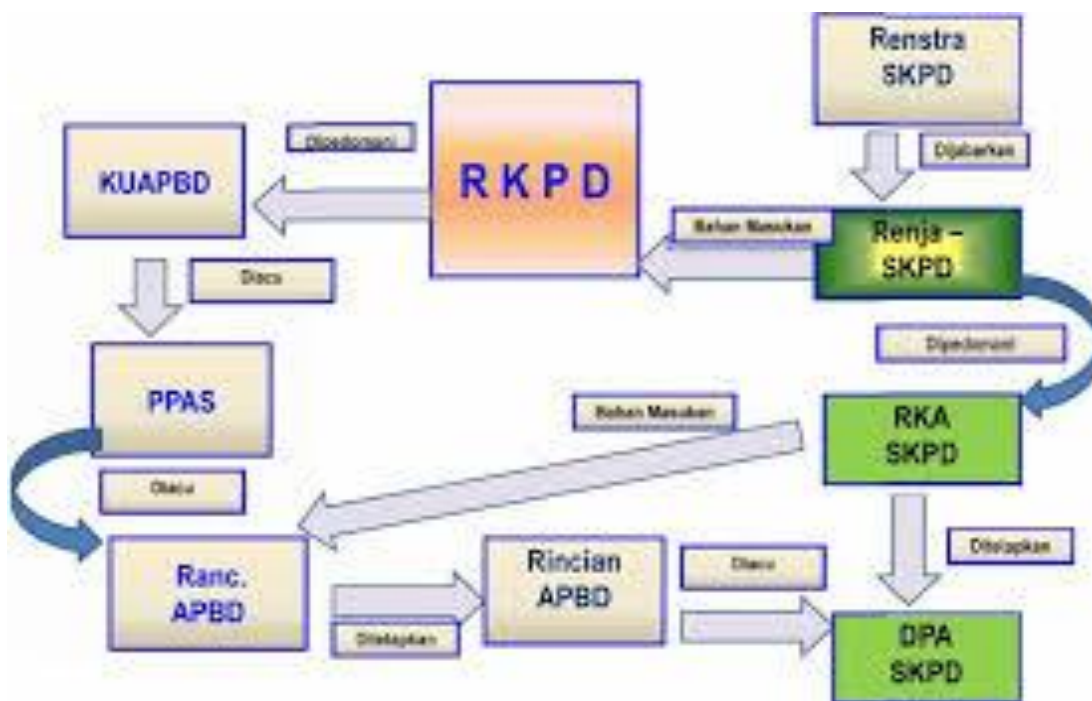 Renstra
SKPD
Dipedomani
RKPD
KUAPBD
Dijabarkan
Bahan Masukan
Renja –
SKPD
Diacu
Dipedomani
PPAS
Bahan Masukan
RKA
SKPD
Diacu
Ditetapkan
Ranc.
APBD
Rincian
APBD
Diacu
Ditetapkan
DPA
SKPD